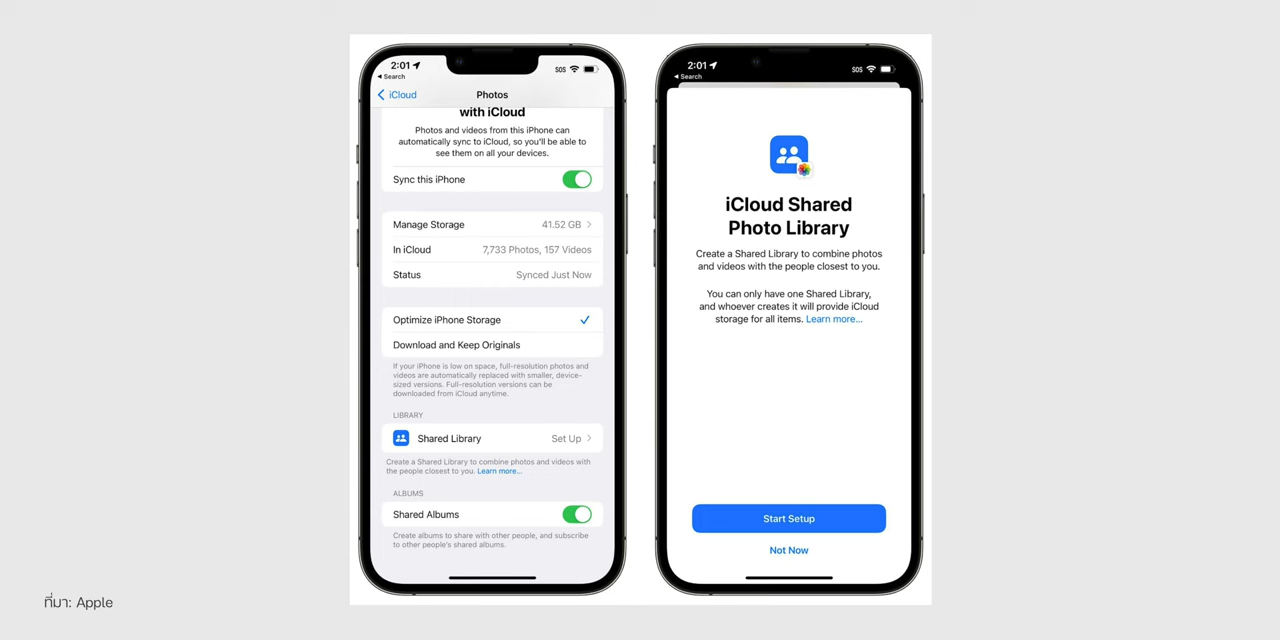 2:01
SOS
Search
iCloud
Photos
with iCloud
Photos and videos from this iPhone can
automatically sync to iCloud, so you'll be able to
see them on all your devices.
Sync this iPhone
Manage Storage 41.52 GB
In iCloud 7,733 Photos, 157 Videos
Status Synced Just Now
Optimize iPhone Storage
Download and Keep Originals
If your iPhone is low on space, full-resolution photos and
videos are automatically replaced with smaller, device-
sized versions. Full-resolution versions can be
downloaded from iCloud anytime.
LIBRARY
Shared Library Set Up
Create a Shared Library to combine photos and videos with
the people closest to you. Learn more...
ALBUMS
Shared Albums
Create albums to share with other people, and subscribe
to other people's shared albums.
2:01
SOS
Search
iCloud Shared
Photo Library
Create a Shared Library to combine photos
and videos with the people closest to you.
You can only have one Shared Library,
and whoever creates it will provide iCloud
storage for all items. Learn more...
Start Setup
Not Now
ที่มา: Apple